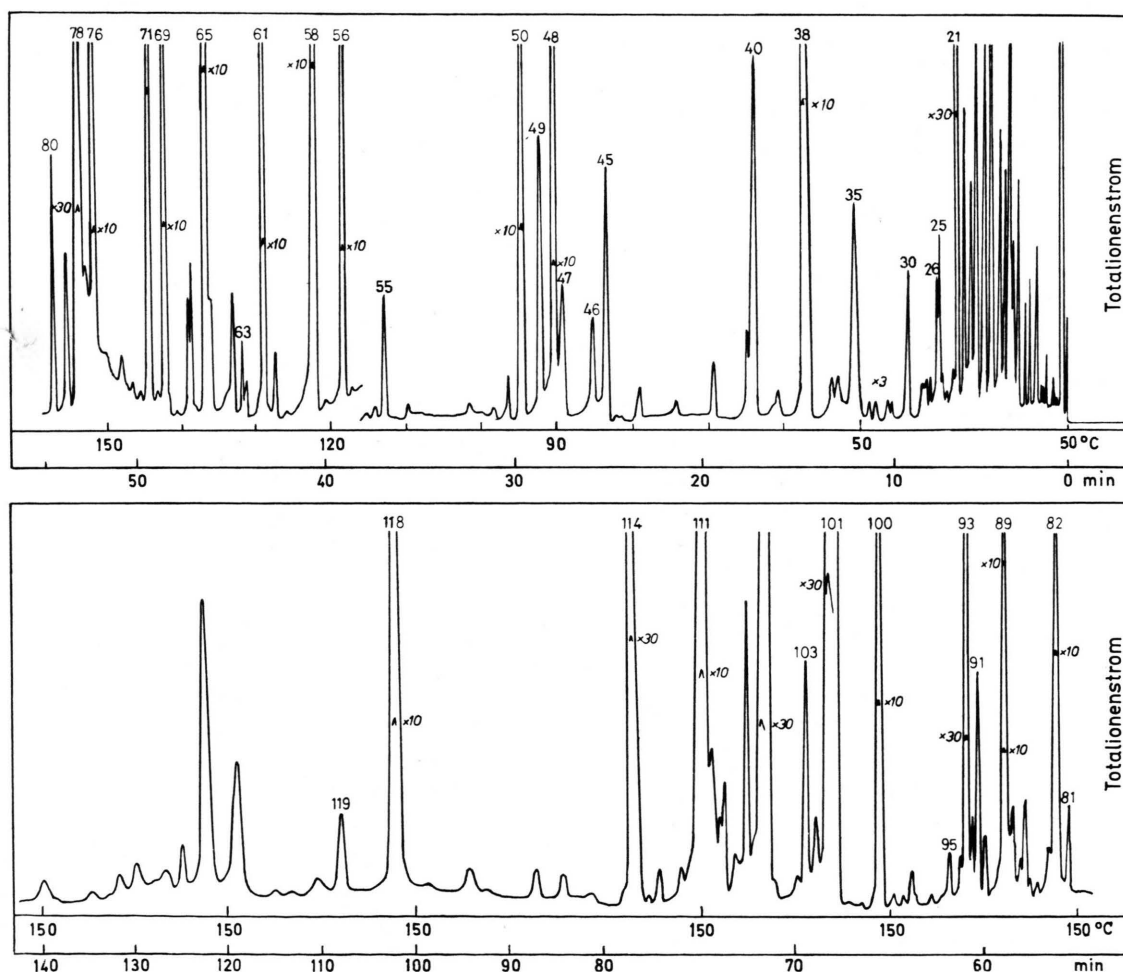 78 76 71 69 65 61 58 56 50 48 40 38 21
×10 ×10 ×10
80 49 45 ×10 ×30
×30 ×10 ×10 ×10 ×10 ×10 ×10
47 35 25
55 46 30 26
63 ×3
Totalionenstrom
150 120 90 50 50 °C
50 40 30 20 10 0 min
118 114 111 101 100 93 89 82
×10
×30
×30 ×10 103 91 ×10
×10 ×30 ×10 ×30 ×10
119 95 81
Totalionenstrom
150 150 150 150 150 150 °C
140 130 120 110 100 90 80 70 60 min